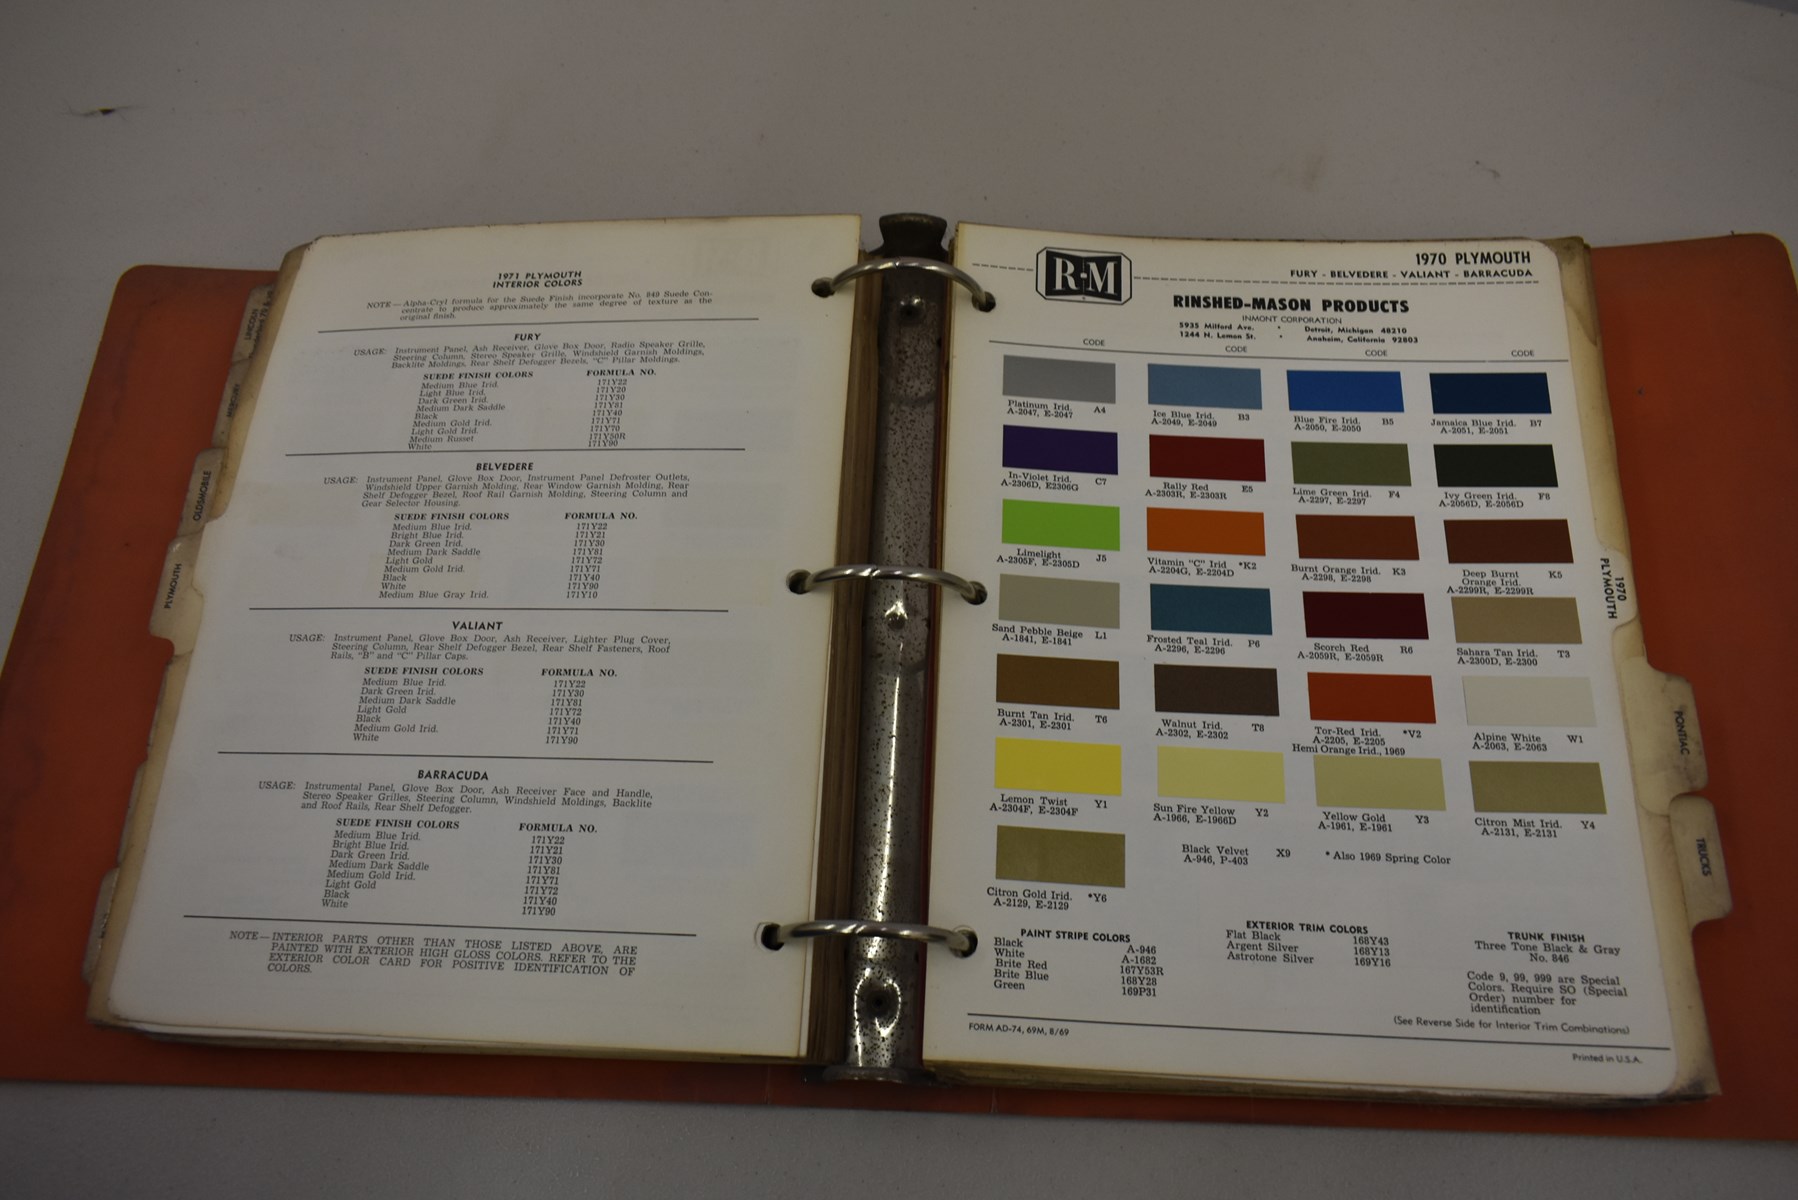 1971 PLYMOUTH
INTERIOR COLORS
NOTE — Alpha-Cryl formula for the Suede Finish incorporate No. 849 Suede Con-
centrate to produce approximately the same degree of texture as the
original finish.
FURY
USAGE: Instrument Panel, Ash Receiver, Glove Box Door, Radio Speaker Grille,
Steering Column, Stereo Speaker Grille, Windshield Garnish Moldings,
Backlite Moldings, Rear Shelf Defogger Bezels, "C" Pillar Moldings.
SUEDE FINISH COLORS FORMULA NO.
Medium Blue Irid. 171Y22
Light Blue Irid. 171Y20
Dark Green Irid. 171Y30
Medium Dark Saddle 171Y81
Black 171Y40
Medium Gold Irid. 171Y71
Light Gold Irid. 171Y70
Medium Russet 171Y50R
White 171Y90
BELVEDERE
USAGE: Instrument Panel, Glove Box Door, Instrument Panel Defroster Outlets,
Windshield Upper Garnish Molding, Rear Window Garnish Molding, Rear
Shelf Defogger Bezel, Roof Rail Garnish Molding, Steering Column and
Gear Selector Housing.
SUEDE FINISH COLORS FORMULA NO.
Medium Blue Irid. 171Y22
Bright Blue Irid. 171Y21
Dark Green Irid. 171Y30
Medium Dark Saddle 171Y81
Light Gold 171Y72
Medium Gold Irid. 171Y71
Black 171Y40
White 171Y90
Medium Blue Gray Irid. 171Y10
VALIANT
USAGE: Instrument Panel, Glove Box Door, Ash Receiver, Lighter Plug Cover,
Steering Column, Rear Shelf Defogger Bezel, Rear Shelf Fasteners, Roof
Rails, "B" and "C" Pillar Caps.
SUEDE FINISH COLORS FORMULA NO.
Medium Blue Irid. 171Y22
Dark Green Irid. 171Y30
Medium Dark Saddle 171Y81
Light Gold 171Y72
Black 171Y40
Medium Gold Irid. 171Y71
White 171Y90
BARRACUDA
USAGE: Instrumental Panel, Glove Box Door, Ash Receiver Face and Handle,
Stereo Speaker Grilles, Steering Column, Windshield Moldings, Backlite
and Roof Rails, Rear Shelf Defogger.
SUEDE FINISH COLORS FORMULA NO.
Medium Blue Irid. 171Y22
Bright Blue Irid. 171Y21
Dark Green Irid. 171Y30
Medium Dark Saddle 171Y81
Medium Gold Irid. 171Y71
Light Gold 171Y72
Black 171Y40
White 171Y90
NOTE — INTERIOR PARTS OTHER THAN THOSE LISTED ABOVE, ARE
PAINTED WITH EXTERIOR HIGH GLOSS COLORS. REFER TO THE
EXTERIOR COLOR CARD FOR POSITIVE IDENTIFICATION OF
COLORS.
LINCOLN
MERCURY
OLDSMOBILE
PLYMOUTH
R-M
1970 PLYMOUTH
FURY - BELVEDERE - VALIANT - BARRACUDA
RINSHED-MASON PRODUCTS
INMONT CORPORATION
5935 Milford Ave. • Detroit, Michigan 48210
1244 N. Lemon St. • Anaheim, California 92803
CODE CODE CODE CODE
Platinum Irid. A4 Ice Blue Irid. B3 Blue Fire Irid. B5 Jamaica Blue Irid. B7
A-2047, E-2047 A-2049, E-2049 A-2050, E-2050 A-2051, E-2051
In-Violet Irid. C7 Rally Red E5 Lime Green Irid. F4 Ivy Green Irid. F8
A-2306D, E2306G A-2303R, E-2303R A-2297, E-2297 A-2056D, E-2056D
Limelight J5 Vitamin "C" Irid *K2 Burnt Orange Irid. K3 Deep Burnt K5
Orange Irid.
A-2305F, E-2305D A-2204G, E-2204D A-2298, E-2298 A-2299R, E-2299R
Sand Pebble Beige L1 Frosted Teal Irid. P6 Scorch Red R6 Sahara Tan Irid. T3
A-1841, E-1841 A-2296, E-2296 A-2059R, E-2059R A-2300D, E-2300
Burnt Tan Irid. T6 Walnut Irid. T8 Tor-Red Irid. *V2 Alpine White W1
A-2301, E-2301 A-2302, E-2302 A-2205, E-2205 A-2063, E-2063
Hemi Orange Irid., 1969
Lemon Twist Y1 Sun Fire Yellow Y2 Yellow Gold Y3 Citron Mist Irid. Y4
A-2304F, E-2304F A-1966, E-1966D A-1961, E-1961 A-2131, E-2131
Black Velvet X9 * Also 1969 Spring Color
A-946, P-403
Citron Gold Irid. *Y6
A-2129, E-2129
PAINT STRIPE COLORS
Black A-946
White A-1682
Brite Red 167Y53R
Brite Blue 168Y28
Green 169P31
EXTERIOR TRIM COLORS
Flat Black 168Y43
Argent Silver 168Y13
Astrotone Silver 169Y16
TRUNK FINISH
Three Tone Black & Gray
No. 846
Code 9, 99, 999 are Special
Colors. Require SO (Special
Order) number for
identification
(See Reverse Side for Interior Trim Combinations)
FORM AD-74, 69M, 8/69
Printed in U.S.A.
1970
PLYMOUTH
PONTIAC
TRUCKS